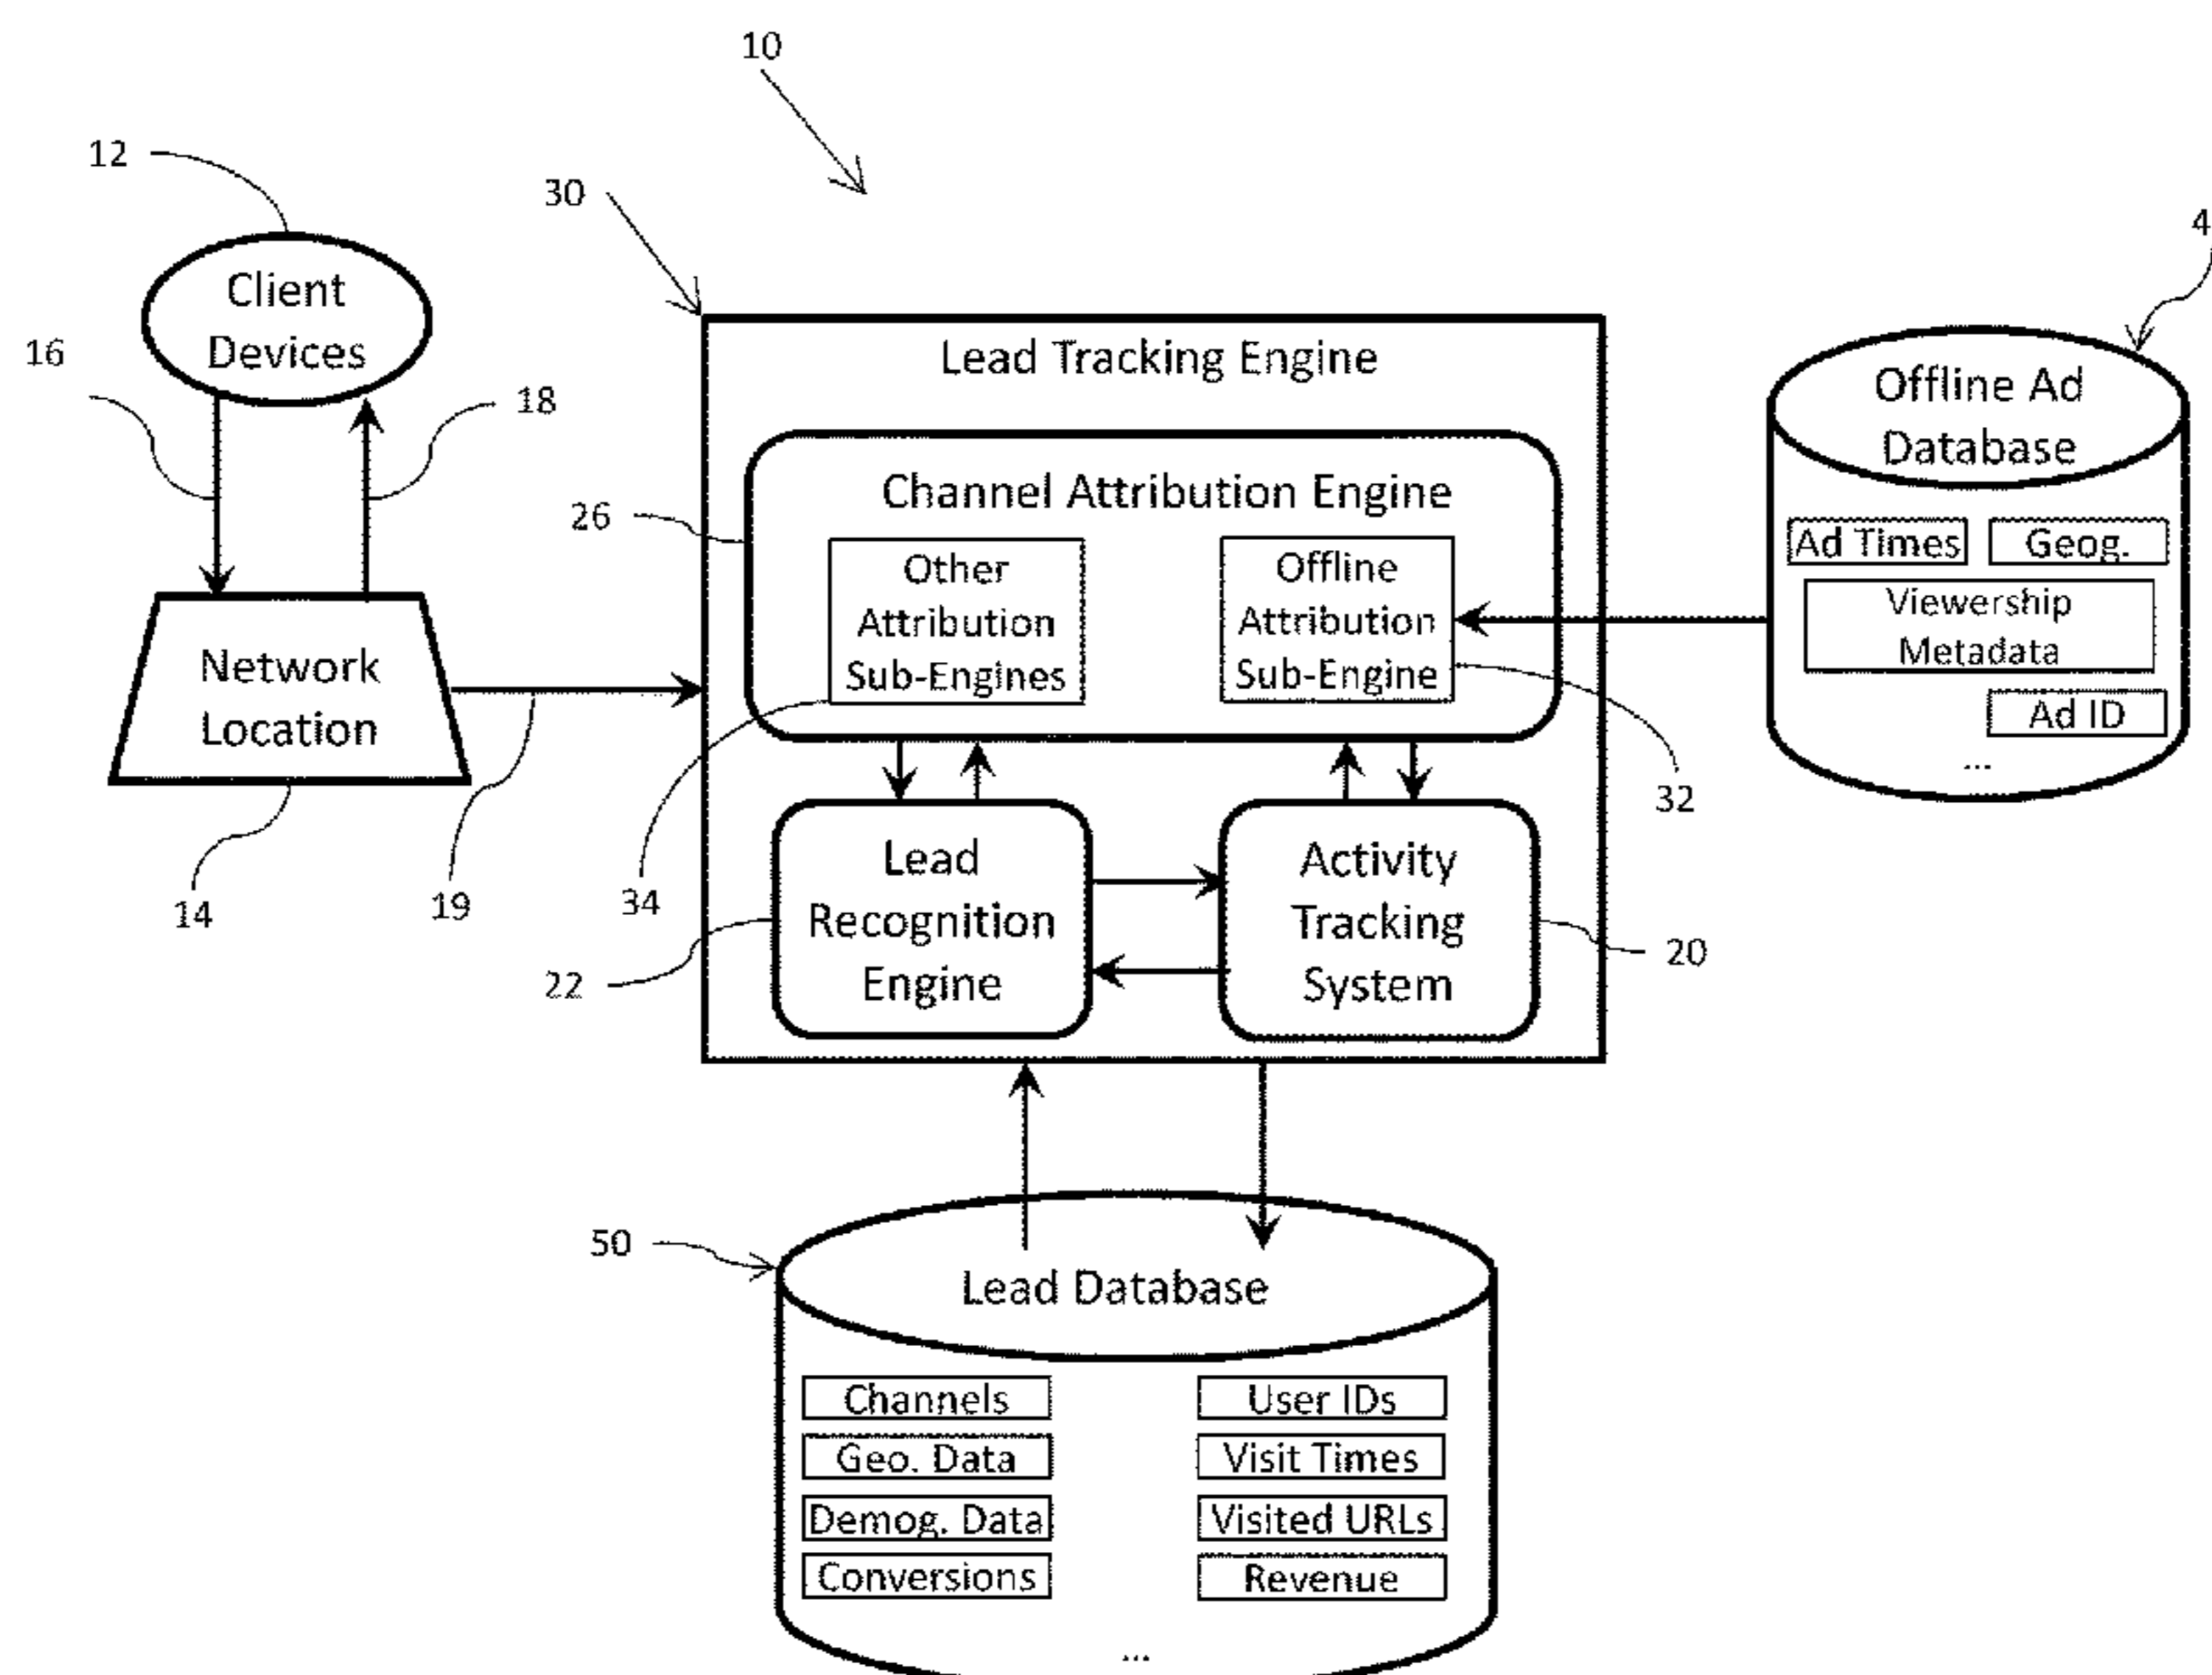 10
12
30
4
Client
Devices
16
18
Lead Tracking Engine
Offline Ad
Database
Channel Attribution Engine
26
Other
Attribution
Sub-Engines
Offline
Attribution
Sub-Engine
Ad Times
Geog.
Viewership
Metadata
Ad ID
...
Network
Location
32
34
14
19
Lead
Recognition
Engine
Activity
Tracking
System
22
20
50
Lead Database
Channels
User IDs
Geo. Data
Visit Times
Demog. Data
Visited URLs
Conversions
Revenue
...